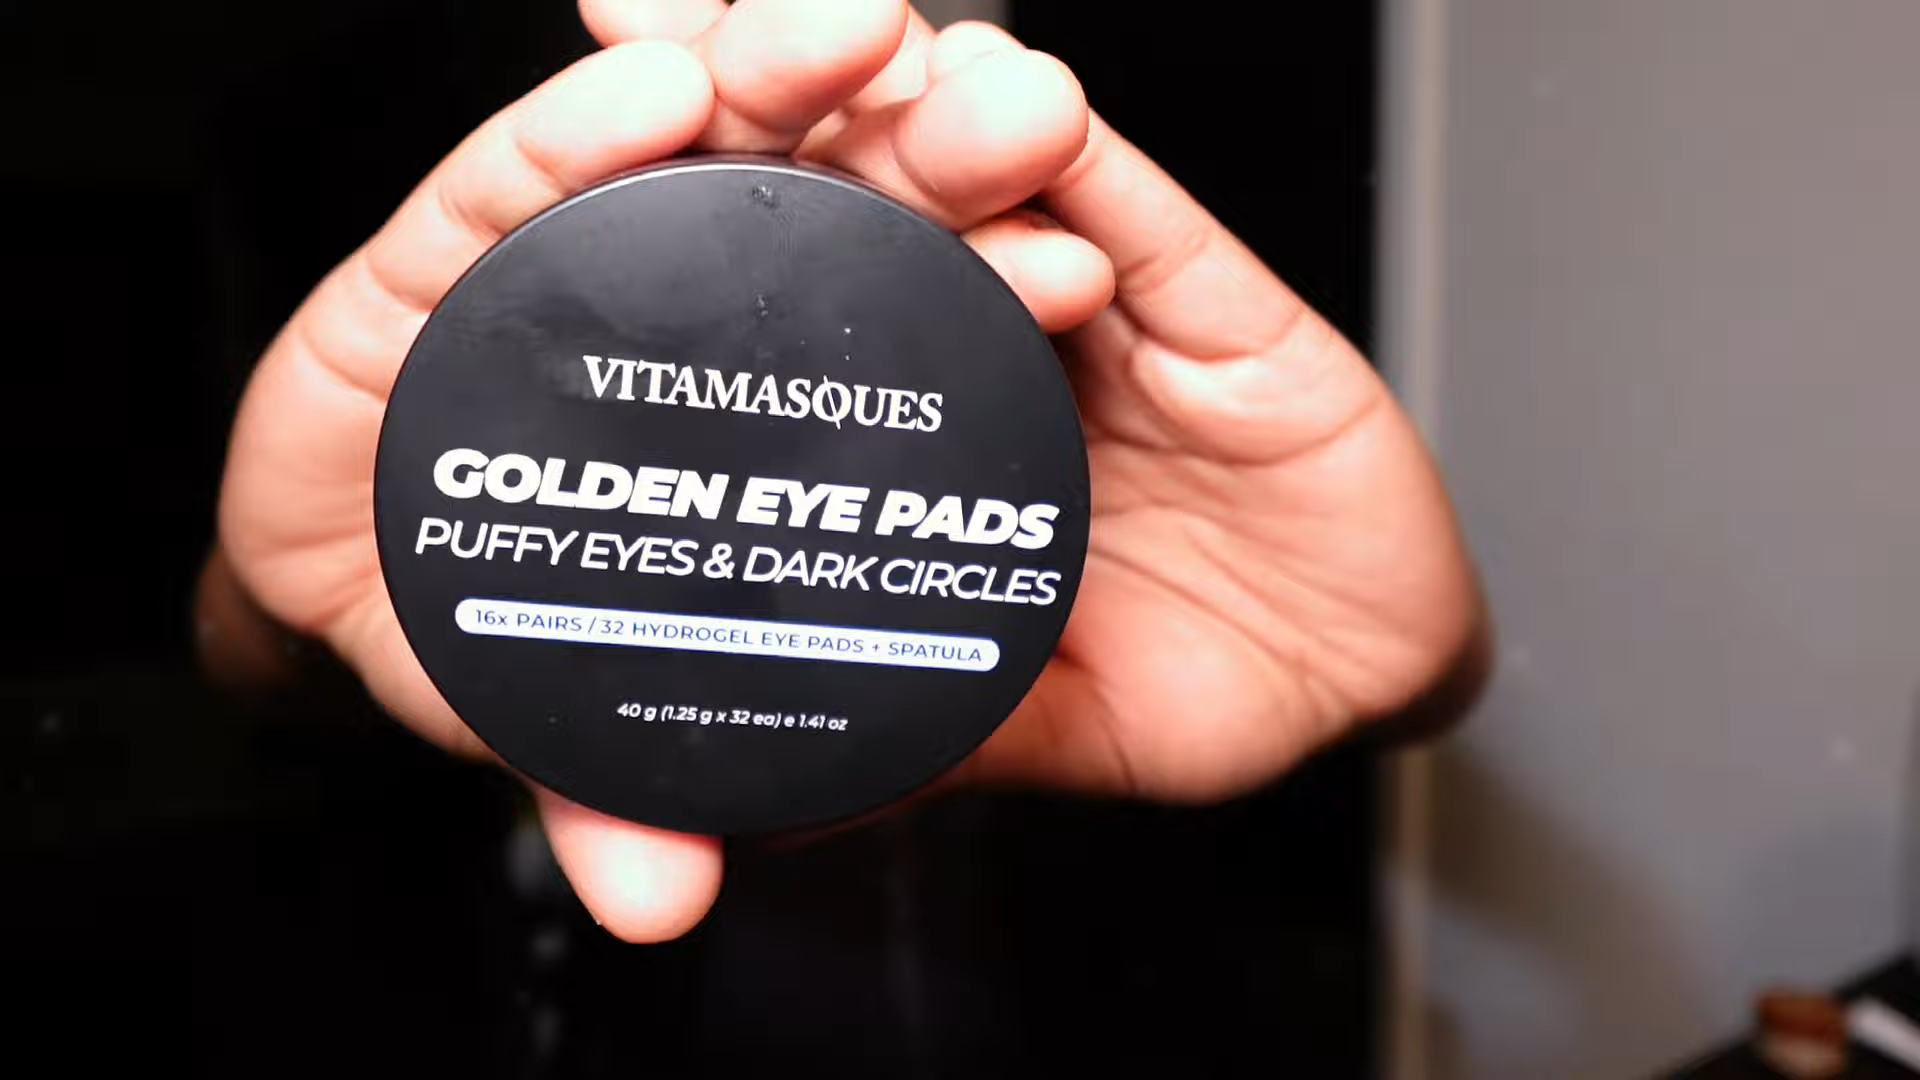 VITAMASQUES
GOLDEN EYE PADS
PUFFY EYES & DARK CIRCLES
16x PAIRS / 32 HYDROGEL EYE PADS + SPATULA
40 g (1.25 g x 32 ea) e 1.41 oz